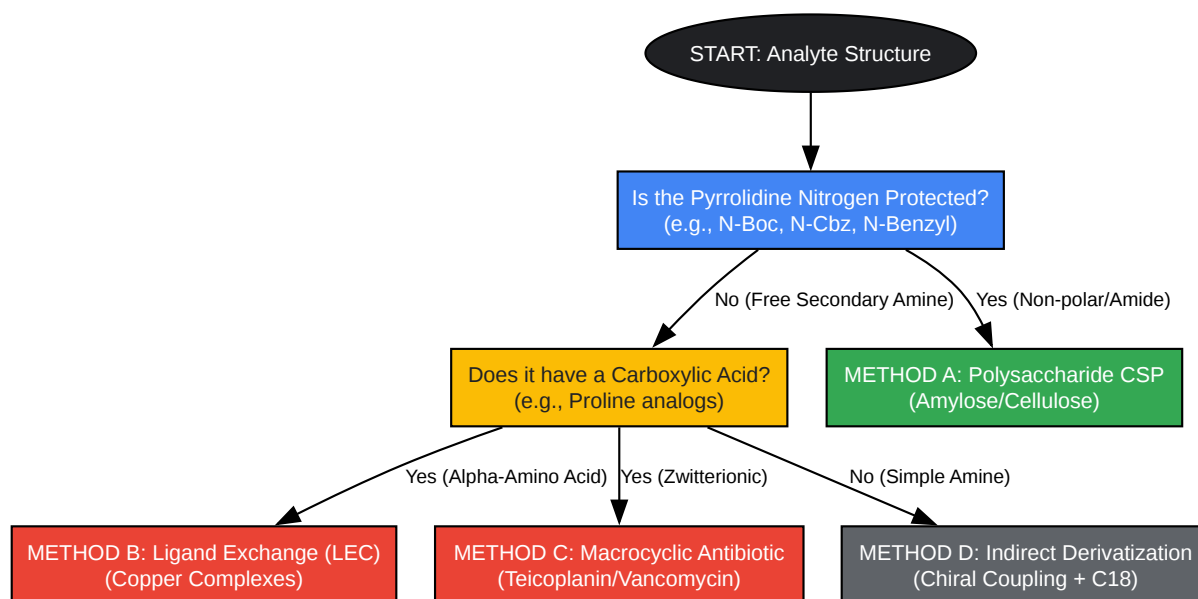 START: Analyte Structure
Is the Pyrrolidine Nitrogen Protected?
(e.g., N-Boc, N-Cbz, N-Benzyl)
No (Free Secondary Amine)
Yes (Non-polar/Amide)
Does it have a Carboxylic Acid?
(e.g., Proline analogs)
METHOD A: Polysaccharide CSP
(Amylose/Cellulose)
Yes (Alpha-Amino Acid)
Yes (Zwitterionic)
No (Simple Amine)
METHOD B: Ligand Exchange (LEC)
(Copper Complexes)
METHOD C: Macrocyclic Antibiotic
(Teicoplanin/Vancomycin)
METHOD D: Indirect Derivatization
(Chiral Coupling + C18)